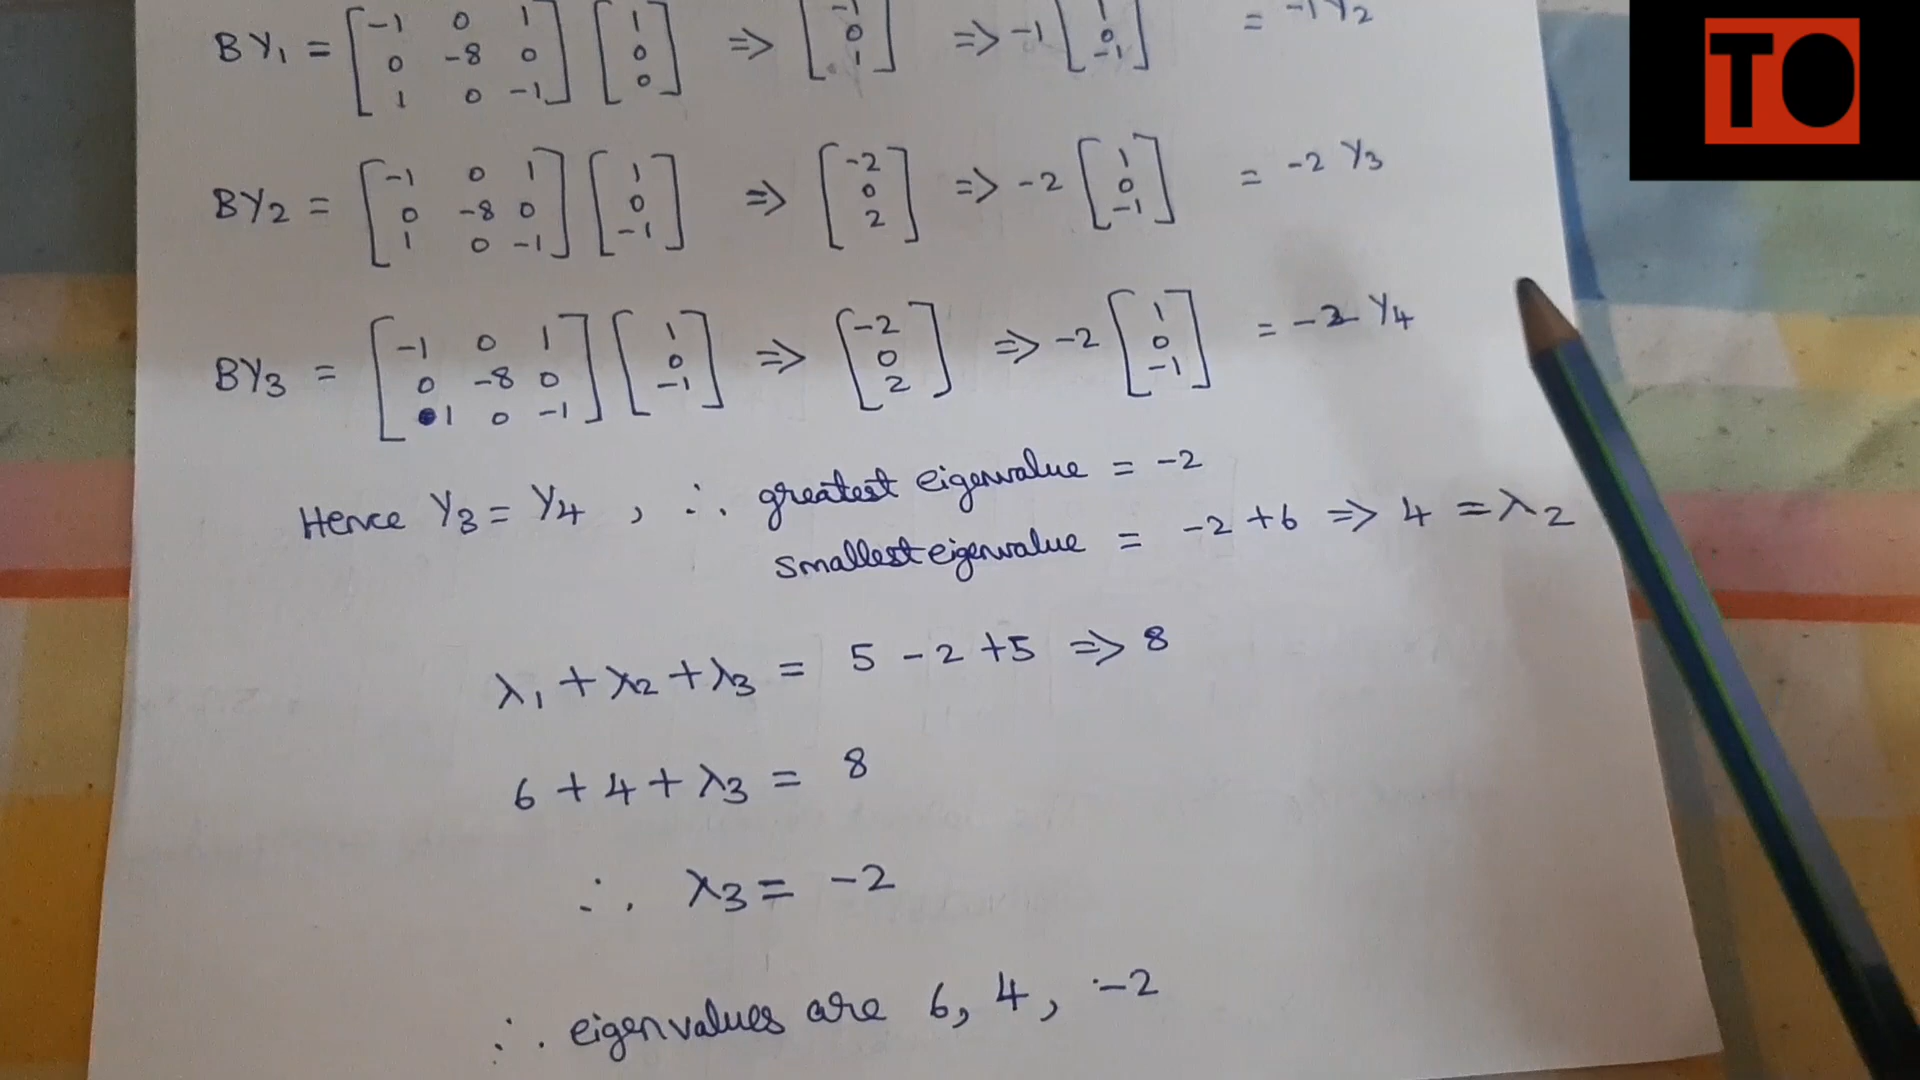 TO
BY1 = [-1 0 1; 0 -8 0; 1 0 -1] [1; 0; 0] => [-1; 0; 1] => -1 [1; 0; -1] = -1 Y2
BY2 = [-1 0 1; 0 -8 0; 1 0 -1] [1; 0; -1] => [-2; 0; 2] => -2 [1; 0; -1] = -2 Y3
BY3 = [-1 0 1; 0 -8 0; 1 0 -1] [1; 0; -1] => [-2; 0; 2] => -2 [1; 0; -1] = -2 Y4
Hence Y3 = Y4 , ∴ greatest eigenvalue = -2
smallest eigenvalue = -2 + 6 => 4 = λ2
λ1 + λ2 + λ3 = 5 - 2 + 5 => 8
6 + 4 + λ3 = 8
∴ λ3 = -2
∴ eigenvalues are 6, 4, -2